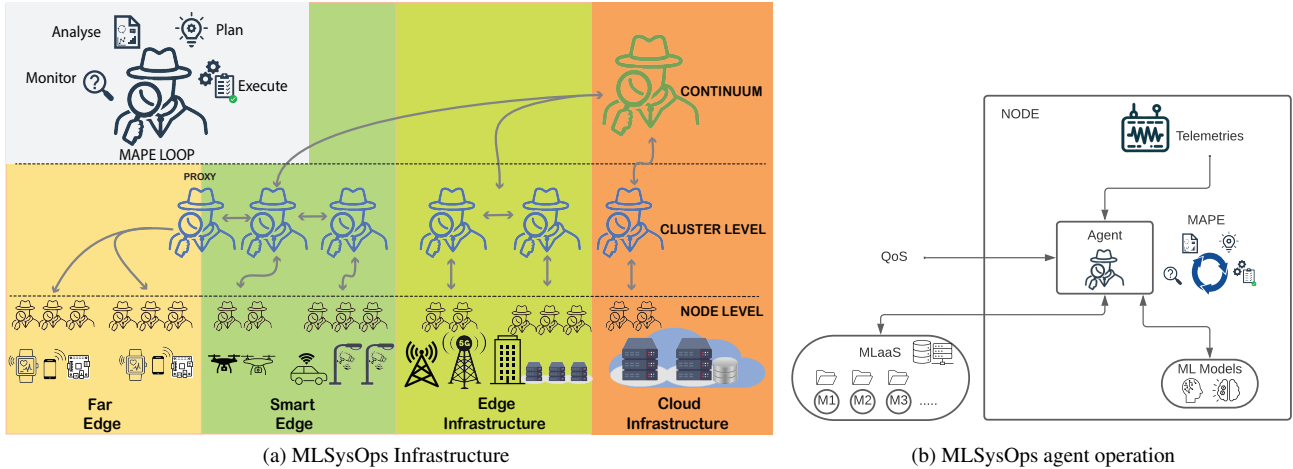 Analyse
Plan
Monitor
Execute
MAPE LOOP
CONTINUUM
PROXY
CLUSTER LEVEL
NODE LEVEL
5G
Far
Edge
Smart
Edge
Edge
Infrastructure
Cloud
Infrastructure
(a) MLSysOps Infrastructure
NODE
Telemetries
Agent
MAPE
QoS
MLaaS
M1 M2 M3 .....
ML Models
(b) MLSysOps agent operation